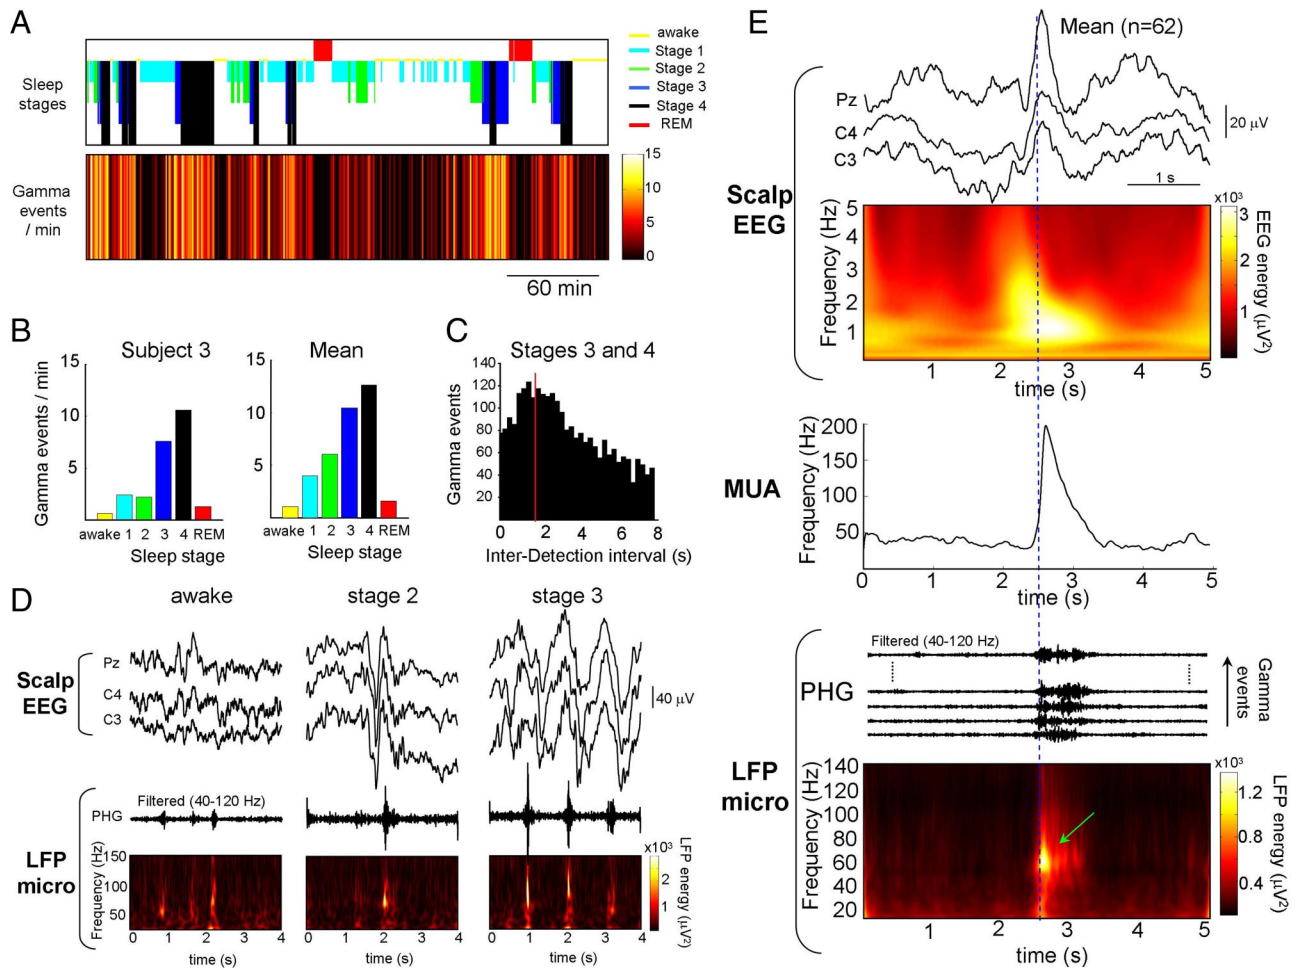 A
Sleep
stages
awake
Stage 1
Stage 2
Stage 3
Stage 4
REM
Gamma
events
/ min
15
10
5
0
60 min
B
Subject 3
Mean
Gamma events / min
15
10
5
15
10
5
awake 1 2 3 4 REM
awake 1 2 3 4 REM
Sleep stage
Sleep stage
C
Stages 3 and 4
Gamma events
140
120
100
80
60
40
20
0 2 4 6 8
Inter-Detection interval (s)
D
awake
stage 2
stage 3
Scalp
EEG
Pz
C4
C3
40 μV
Filtered (40-120 Hz)
PHG
LFP
micro
Frequency (Hz)
150
100
50
0 1 2 3 4
0 1 2 3 4
0 1 2 3 4
time (s)
time (s)
time (s)
x10³
2
1
LFP energy (μV²)
E
Mean (n=62)
Pz
C4
C3
20 μV
1 s
Scalp
EEG
Frequency (Hz)
5
4
3
2
1
1 2 3 4 5
time (s)
x10³
3
2
1
EEG energy (μV²)
MUA
Frequency (Hz)
200
150
100
50
0 1 2 3 4 5
time (s)
Filtered (40-120 Hz)
PHG
Gamma
events
LFP
micro
Frequency (Hz)
140
120
100
80
60
40
20
1 2 3 4 5
time (s)
x10³
1.2
0.8
0.4
LFP energy
(μV²)